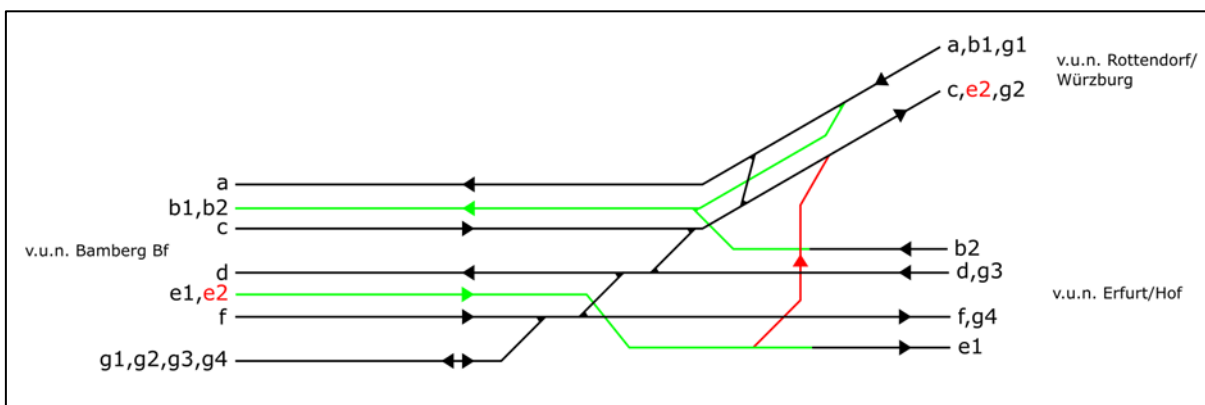 a,b1,g1
v.u.n. Rottendorf/
Würzburg
c,e2,g2
a
b1,b2
c
v.u.n. Bamberg Bf
b2
d
d,g3
e1,e2
v.u.n. Erfurt/Hof
f
f,g4
e1
g1,g2,g3,g4